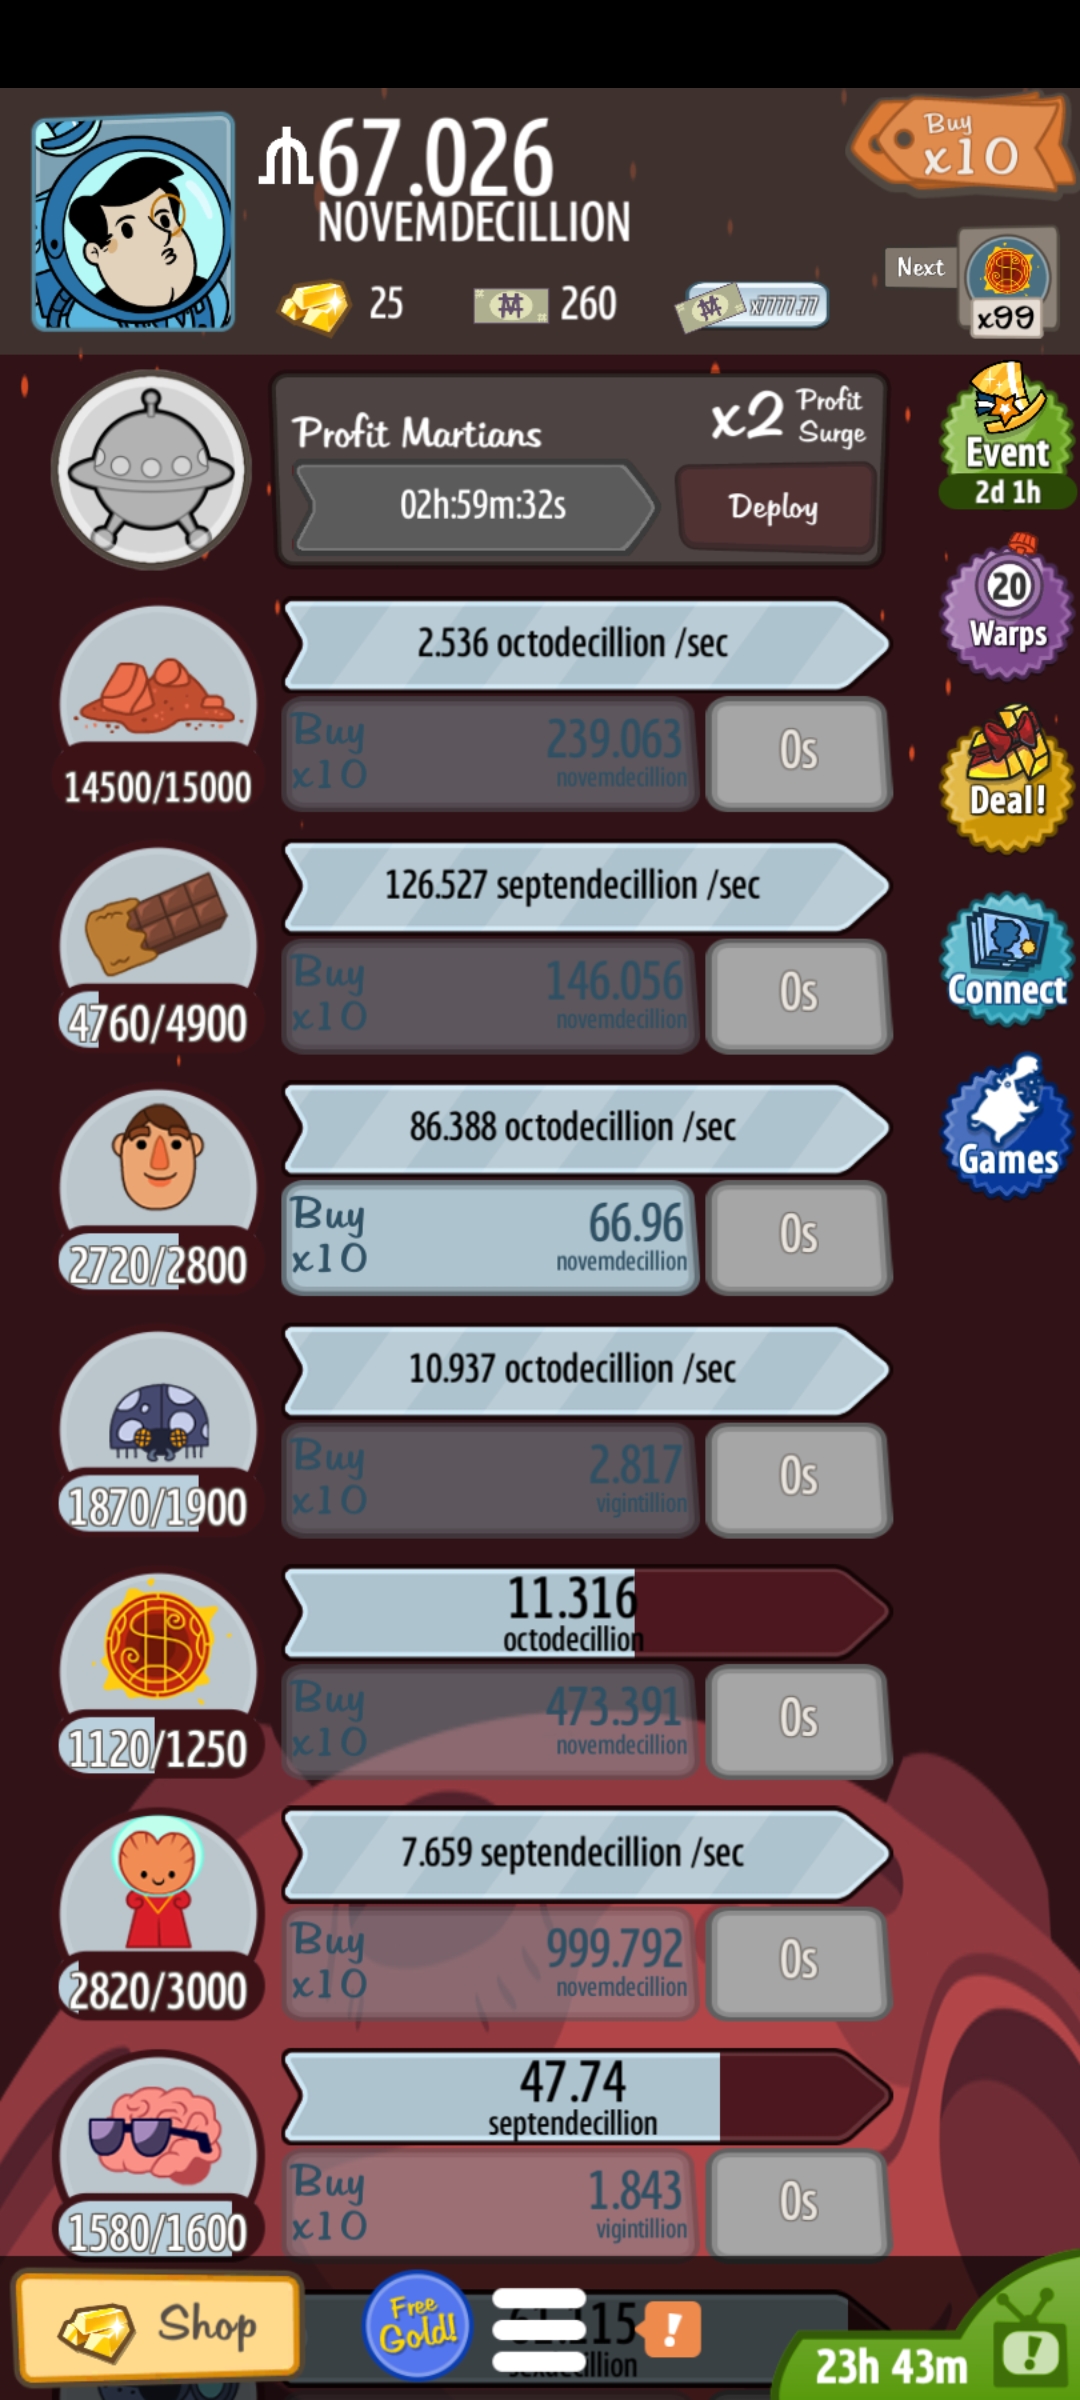 ₼67.026
NOVEMDECILLION
Buy
x10
25
260
x7777.77
Next
x99
Profit Martians
x2 Profit
Surge
02h:59m:32s
Deploy
Event
2d 1h
20
Warps
Deal!
Connect
Games
2.536 octodecillion /sec
Buy
x10
239.063
novemdecillion
0s
14500/15000
126.527 septendecillion /sec
Buy
x10
146.056
novemdecillion
0s
4760/4900
86.388 octodecillion /sec
Buy
x10
66.96
novemdecillion
0s
2720/2800
10.937 octodecillion /sec
Buy
x10
2.817
vigintillion
0s
1870/1900
11.316
octodecillion
Buy
x10
473.391
novemdecillion
0s
1120/1250
7.659 septendecillion /sec
Buy
x10
999.792
novemdecillion
0s
2820/3000
47.74
septendecillion
Buy
x10
1.843
vigintillion
0s
1580/1600
Shop
Free
Gold!
!
23h 43m
!